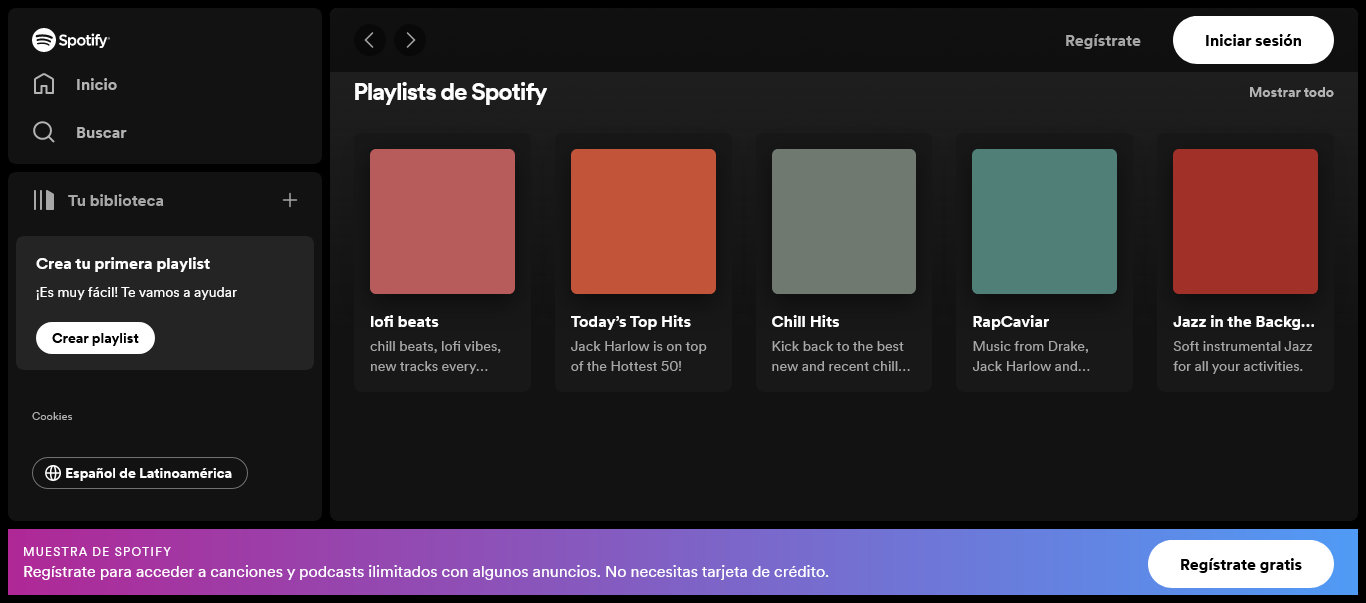 Spotify
Inicio
Buscar
Tu biblioteca
Crea tu primera playlist
¡Es muy fácil! Te vamos a ayudar
Crear playlist
Cookies
Español de Latinoamérica
Regístrate
Iniciar sesión
Playlists de Spotify
Mostrar todo
lofi beats
chill beats, lofi vibes,
new tracks every…
Today’s Top Hits
Jack Harlow is on top
of the Hottest 50!
Chill Hits
Kick back to the best
new and recent chill…
RapCaviar
Music from Drake,
Jack Harlow and…
Jazz in the Backg…
Soft instrumental Jazz
for all your activities.
MUESTRA DE SPOTIFY
Regístrate para acceder a canciones y podcasts ilimitados con algunos anuncios. No necesitas tarjeta de crédito.
Regístrate gratis